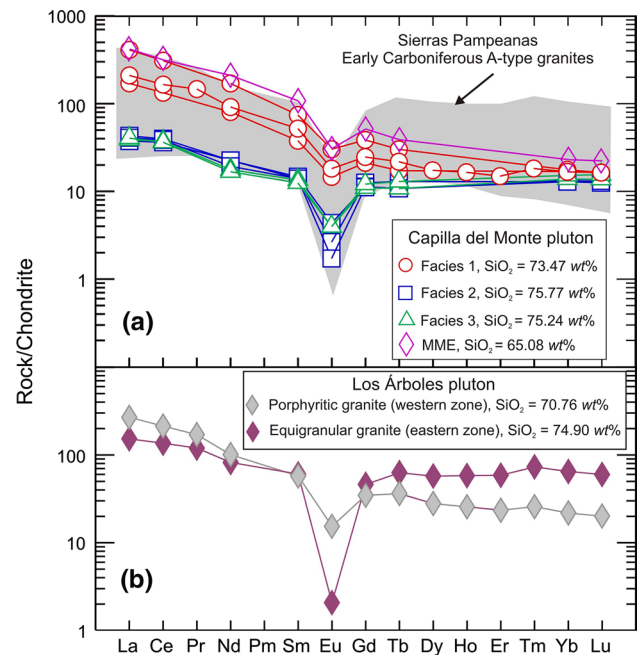 1000
(a)
Sierras Pampeanas
Early Carboniferous A-type granites
100
10
Capilla del Monte pluton
Facies 1, SiO₂ = 73.47 wt%
Facies 2, SiO₂ = 75.77 wt%
Facies 3, SiO₂ = 75.24 wt%
MME, SiO₂ = 65.08 wt%
1
(a)
Rock/Chondrite
(b)
Los Árboles pluton
Porphyritic granite (western zone), SiO₂ = 70.76 wt%
Equigranular granite (eastern zone), SiO₂ = 74.90 wt%
100
10
(b)
1
La Ce Pr Nd Pm Sm Eu Gd Tb Dy Ho Er Tm Yb Lu